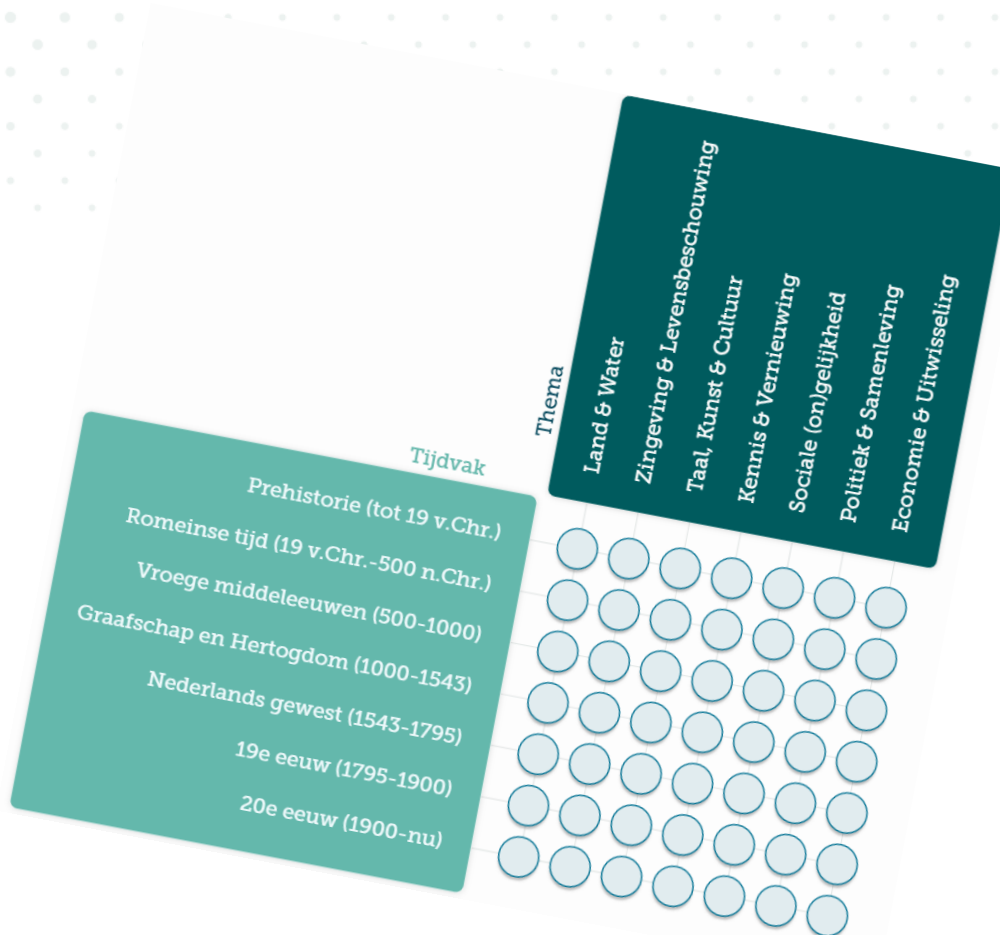 Thema
Land & Water
Zingeving & Levensbeschouwing
Taal, Kunst & Cultuur
Kennis & Vernieuwing
Sociale (on)gelijkheid
Politiek & Samenleving
Economie & Uitwisseling
Tijdvak
Prehistorie (tot 19 v.Chr.)
Romeinse tijd (19 v.Chr.-500 n.Chr.)
Vroege middeleeuwen (500-1000)
Graafschap en Hertogdom (1000-1543)
Nederlands gewest (1543-1795)
19e eeuw (1795-1900)
20e eeuw (1900-nu)